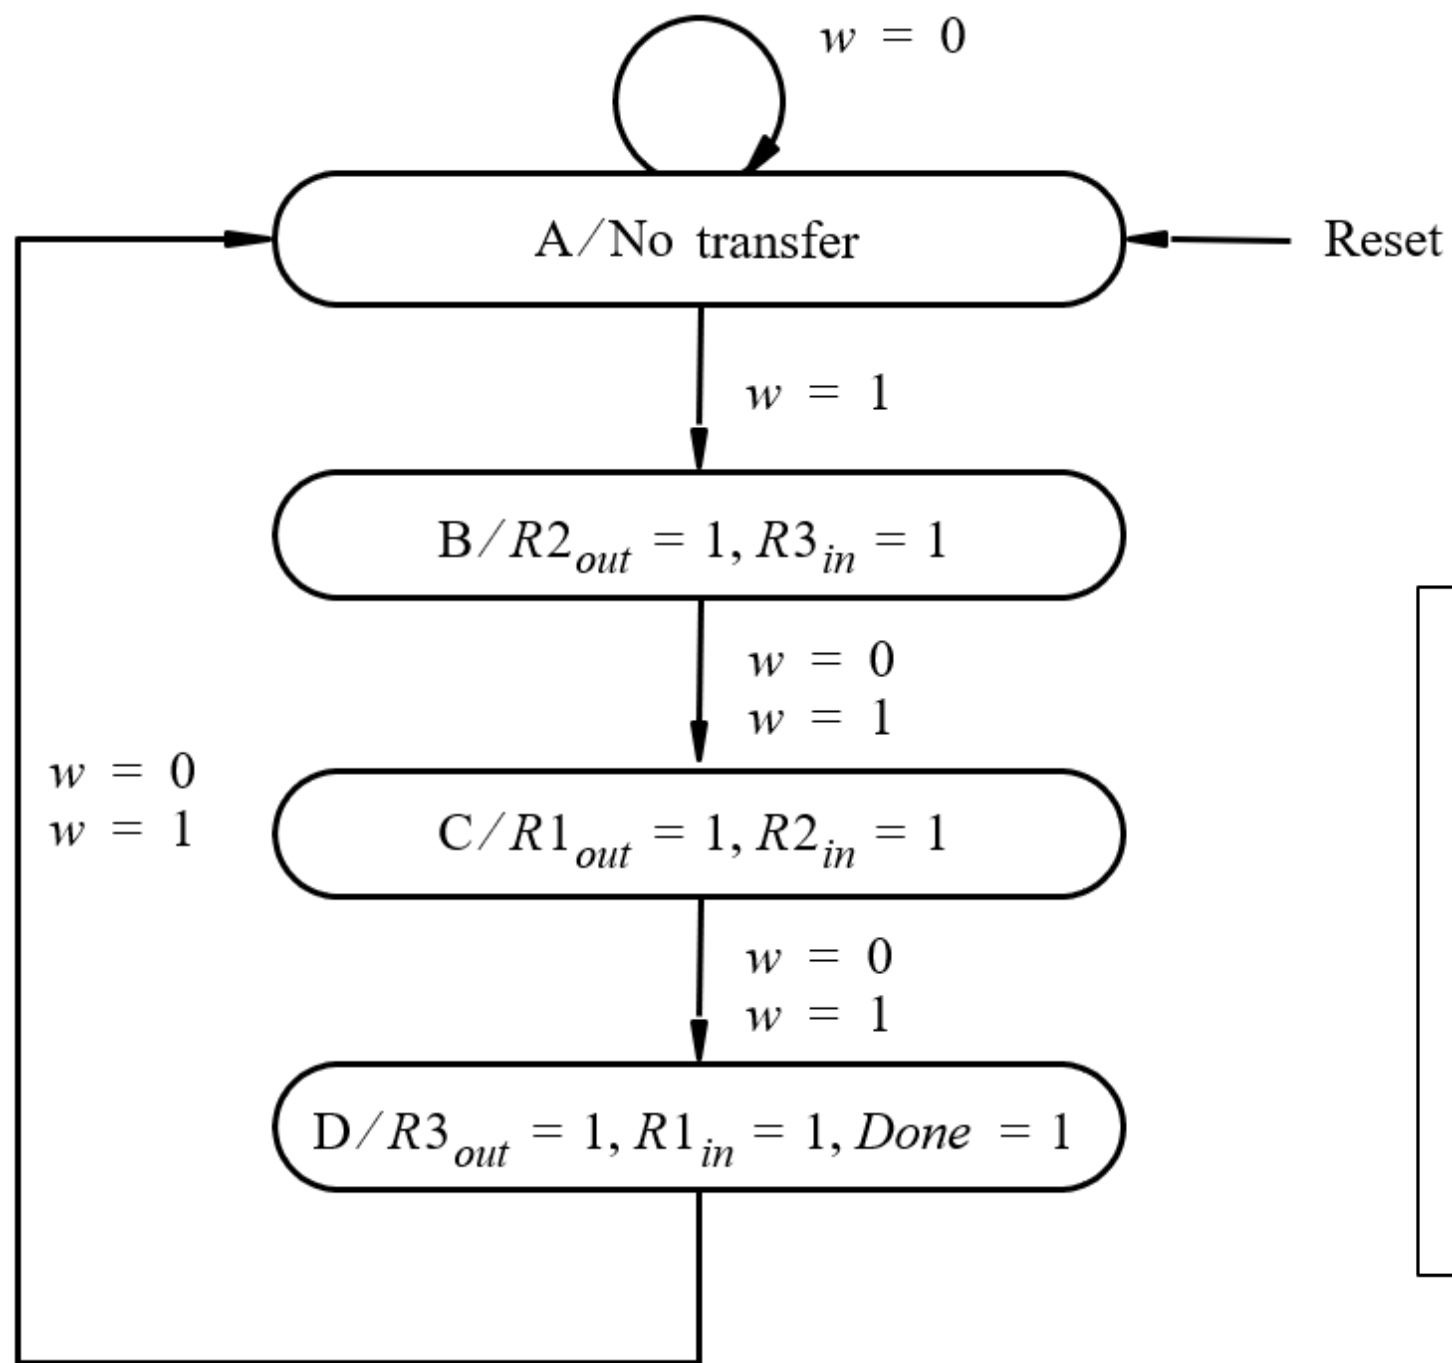 w = 0
A/No transfer
Reset
w = 1
B/R2out = 1, R3in = 1
w = 0
w = 1
w = 0
w = 1
C/R1out = 1, R2in = 1
w = 0
w = 1
D/R3out = 1, R1in = 1, Done = 1